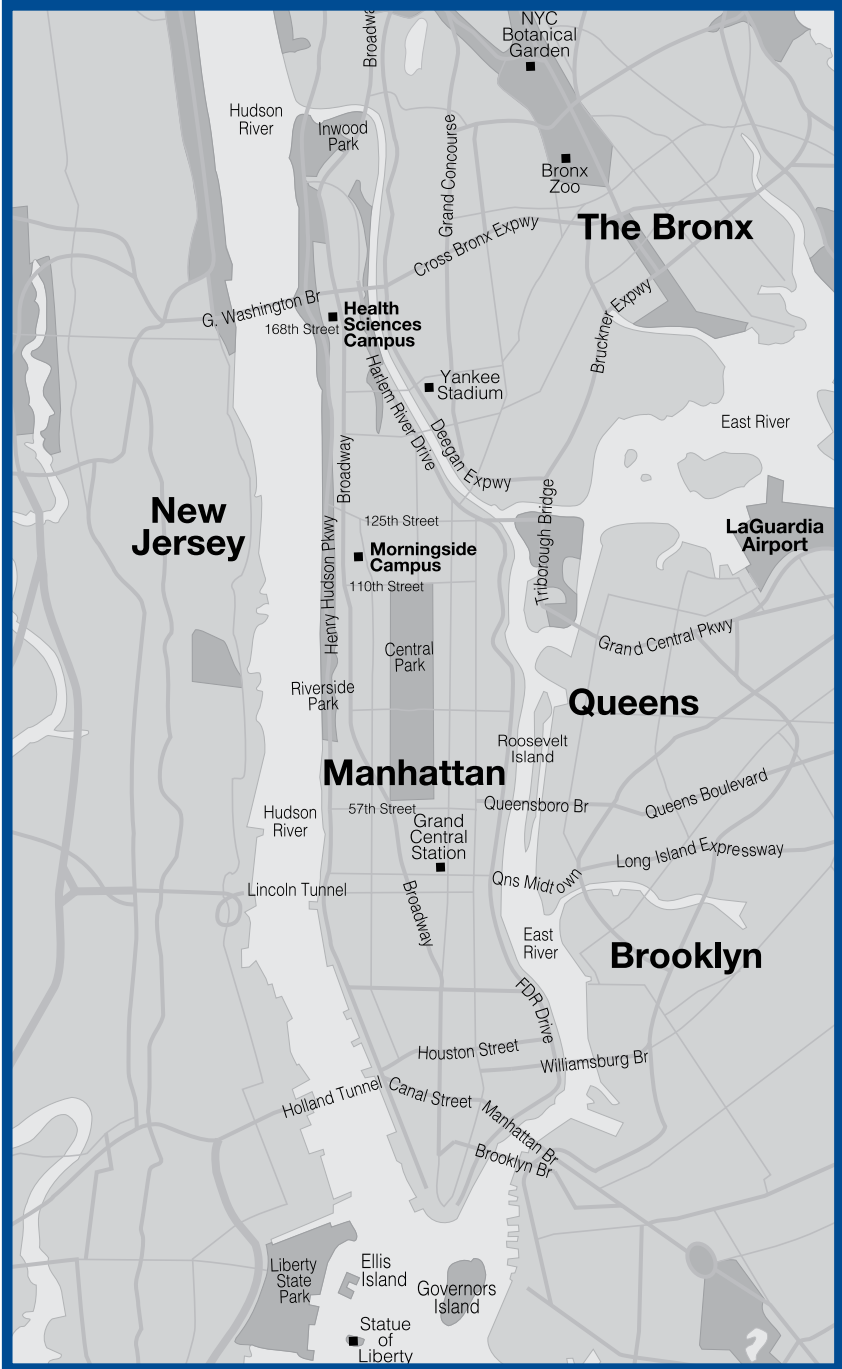 NYC
Botanical
Garden
Broadwa
Hudson
River
Inwood
Park
Grand Concourse
Bronx
Zoo
The Bronx
Cross Bronx Expwy
G. Washington Br
168th Street
Health
Sciences
Campus
Bruckner Expwy
Harlem River Drive
Yankee
Stadium
East River
Deegan Expwy
Broadway
New
Jersey
125th Street
Triborough Bridge
LaGuardia
Airport
Henry Hudson Pkwy
Morningside
Campus
110th Street
Grand Central Pkwy
Central
Park
Riverside
Park
Queens
Roosevelt
Island
Manhattan
57th Street
Queensboro Br
Queens Boulevard
Hudson
River
Grand
Central
Station
Long Island Expressway
Lincoln Tunnel
Broadway
Qns Midtown
East
River
Brooklyn
FDR Drive
Houston Street
Williamsburg Br
Holland Tunnel
Canal Street
Manhattan Br
Brooklyn Br
Liberty
State
Park
Ellis
Island
Governors
Island
Statue
of
Liberty